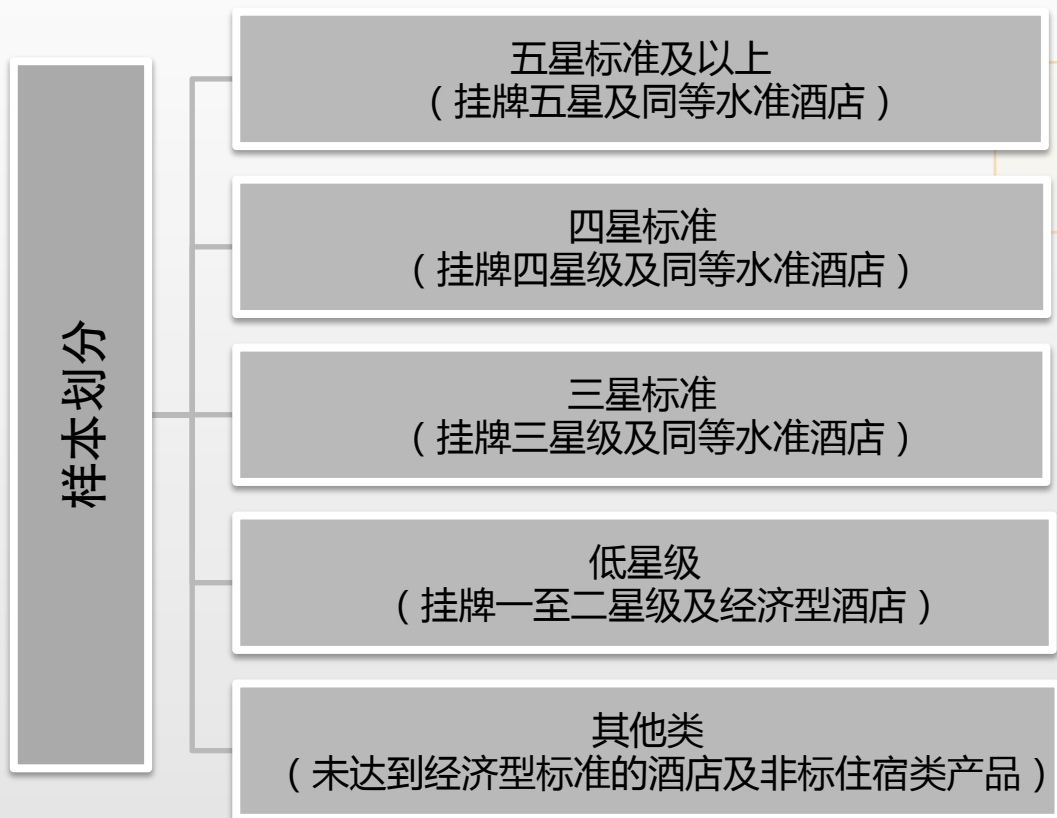 样本划分
五星标准及以上
（挂牌五星及同等水准酒店）
四星标准
（挂牌四星级及同等水准酒店）
三星标准
（挂牌三星级及同等水准酒店）
低星级
（挂牌一至二星级及经济型酒店）
其他类
（未达到经济型标准的酒店及非标住宿类产品）